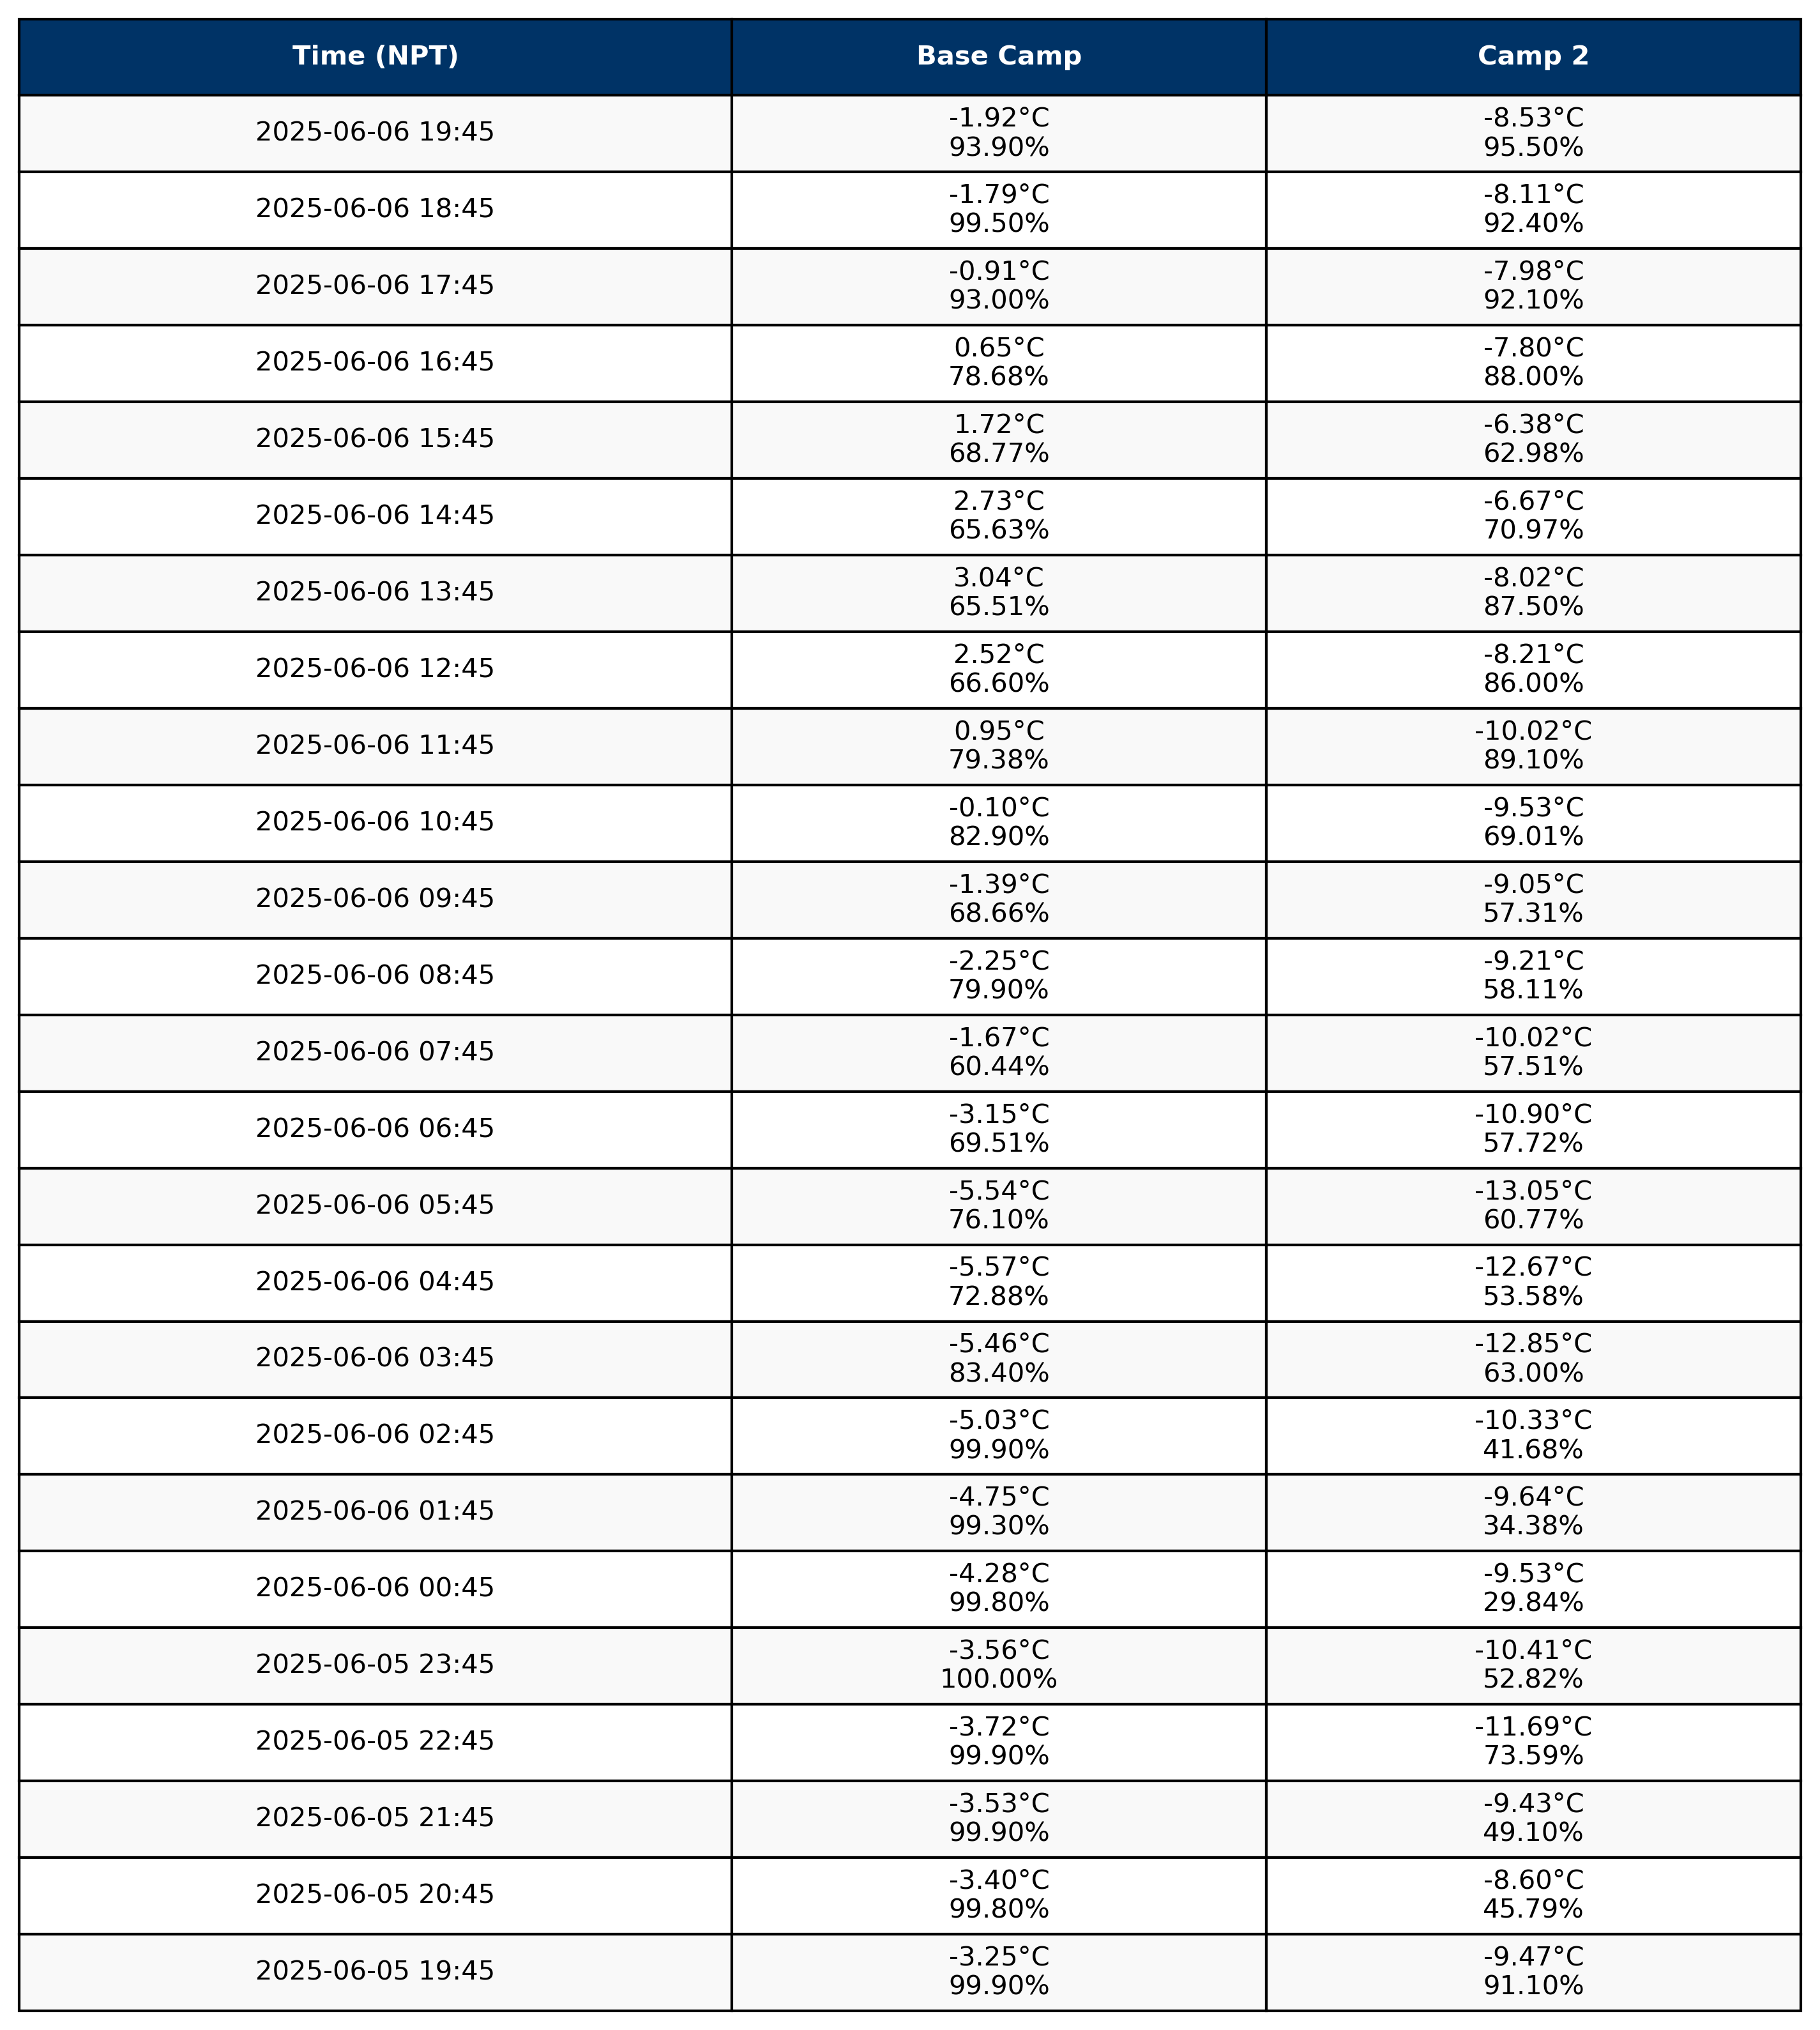 Time (NPT) Base Camp Camp 2
2025-06-06 19:45 -1.92°C -8.53°C
93.90% 95.50%
2025-06-06 18:45 -1.79°C -8.11°C
99.50% 92.40%
2025-06-06 17:45 -0.91°C -7.98°C
93.00% 92.10%
2025-06-06 16:45 0.65°C -7.80°C
78.68% 88.00%
2025-06-06 15:45 1.72°C -6.38°C
68.77% 62.98%
2025-06-06 14:45 2.73°C -6.67°C
65.63% 70.97%
2025-06-06 13:45 3.04°C -8.02°C
65.51% 87.50%
2025-06-06 12:45 2.52°C -8.21°C
66.60% 86.00%
2025-06-06 11:45 0.95°C -10.02°C
79.38% 89.10%
2025-06-06 10:45 -0.10°C -9.53°C
82.90% 69.01%
2025-06-06 09:45 -1.39°C -9.05°C
68.66% 57.31%
2025-06-06 08:45 -2.25°C -9.21°C
79.90% 58.11%
2025-06-06 07:45 -1.67°C -10.02°C
60.44% 57.51%
2025-06-06 06:45 -3.15°C -10.90°C
69.51% 57.72%
2025-06-06 05:45 -5.54°C -13.05°C
76.10% 60.77%
2025-06-06 04:45 -5.57°C -12.67°C
72.88% 53.58%
2025-06-06 03:45 -5.46°C -12.85°C
83.40% 63.00%
2025-06-06 02:45 -5.03°C -10.33°C
99.90% 41.68%
2025-06-06 01:45 -4.75°C -9.64°C
99.30% 34.38%
2025-06-06 00:45 -4.28°C -9.53°C
99.80% 29.84%
2025-06-05 23:45 -3.56°C -10.41°C
100.00% 52.82%
2025-06-05 22:45 -3.72°C -11.69°C
99.90% 73.59%
2025-06-05 21:45 -3.53°C -9.43°C
99.90% 49.10%
2025-06-05 20:45 -3.40°C -8.60°C
99.80% 45.79%
2025-06-05 19:45 -3.25°C -9.47°C
99.90% 91.10%